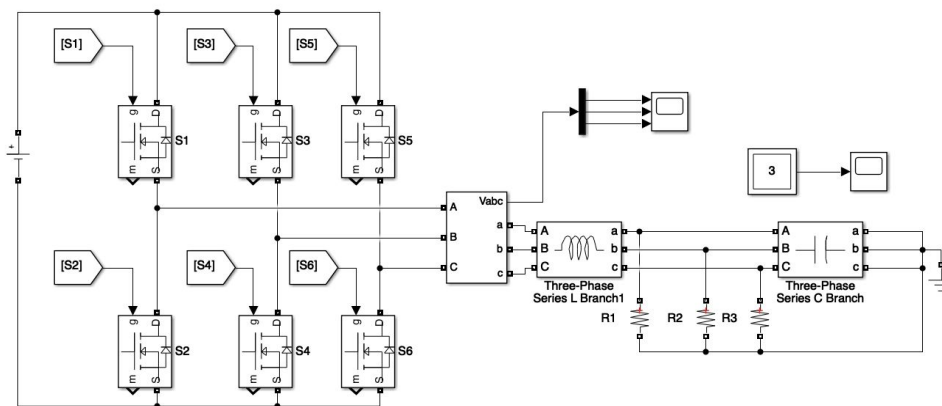 [S1]
[S3]
[S5]
g D
S1
m S
g D
S3
m S
g D
S5
m S
+
3
Vabc
A a
B b
C c
A a
B b
C c
Three-Phase
Series L Branch1
A a
B b
C c
Three-Phase
Series C Branch
[S2]
[S4]
[S6]
g D
S2
m S
g D
S4
m S
g D
S6
m S
R1
R2
R3